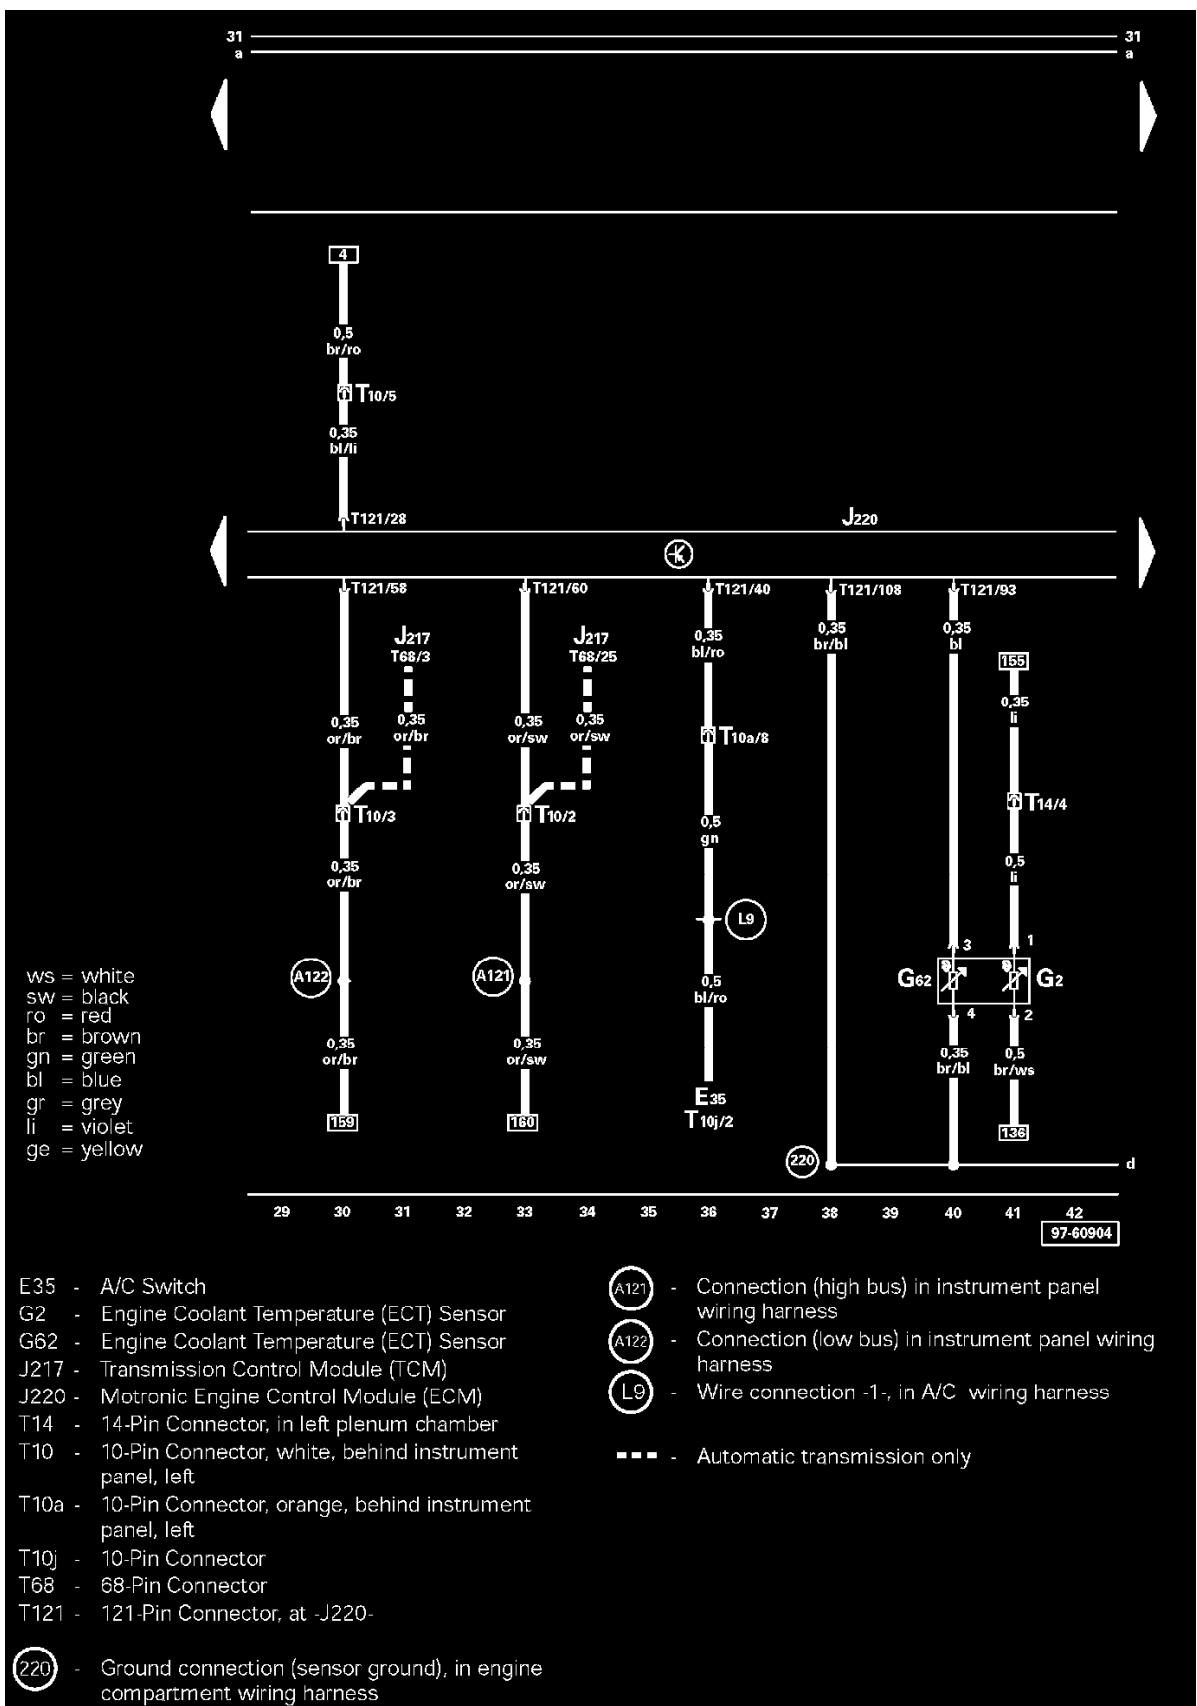 31 31
a a
4
0,5
br/ro
T10/5
0,35
bl/li
T121/28
J220
T121/58 T121/60 T121/40 T121/108 T121/93
J217
T68/3
J217
T68/25
0,35
bl/ro
0,35
br/bl
0,35
bl
155
0,35
li
0,35
or/br
0,35
or/br
0,35
or/sw
0,35
or/sw
T10a/8
T10/3
T10/2
T14/4
0,5
gn
0,35
or/br
0,35
or/sw
0,5
li
L9
3 1
A122
A121
G62 G2
0,5
bl/ro
4 2
ws = white
sw = black
ro = red
br = brown
gn = green
bl = blue
gr = grey
li = violet
ge = yellow
0,35
or/br
0,35
or/sw
0,35
br/bl
0,5
br/ws
E35
T10j/2
159
160
136
220
d
29 30 31 32 33 34 35 36 37 38 39 40 41 42
97-60904
E35 - A/C Switch
G2 - Engine Coolant Temperature (ECT) Sensor
G62 - Engine Coolant Temperature (ECT) Sensor
J217 - Transmission Control Module (TCM)
J220 - Motronic Engine Control Module (ECM)
T14 - 14-Pin Connector, in left plenum chamber
T10 - 10-Pin Connector, white, behind instrument
panel, left
T10a - 10-Pin Connector, orange, behind instrument
panel, left
T10j - 10-Pin Connector
T68 - 68-Pin Connector
T121 - 121-Pin Connector, at -J220-
220 - Ground connection (sensor ground), in engine
compartment wiring harness
A121 - Connection (high bus) in instrument panel
wiring harness
A122 - Connection (low bus) in instrument panel wiring
harness
L9 - Wire connection -1-, in A/C wiring harness
- Automatic transmission only